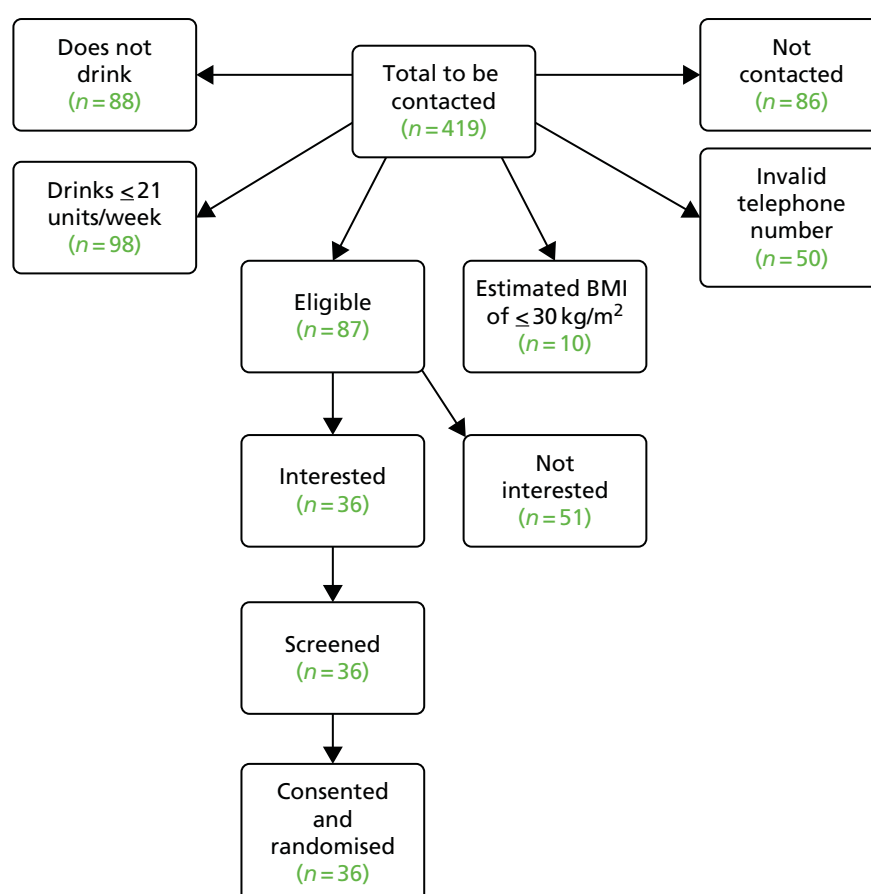 Does not
drink
(n=88)
Total to be
contacted
(n=419)
Not
contacted
(n=86)
Drinks ≤21
units/week
(n=98)
Invalid
telephone
number
(n=50)
Eligible
(n=87)
Estimated BMI
of ≤30 kg/m²
(n=10)
Interested
(n=36)
Not
interested
(n=51)
Screened
(n=36)
Consented
and
randomised
(n=36)